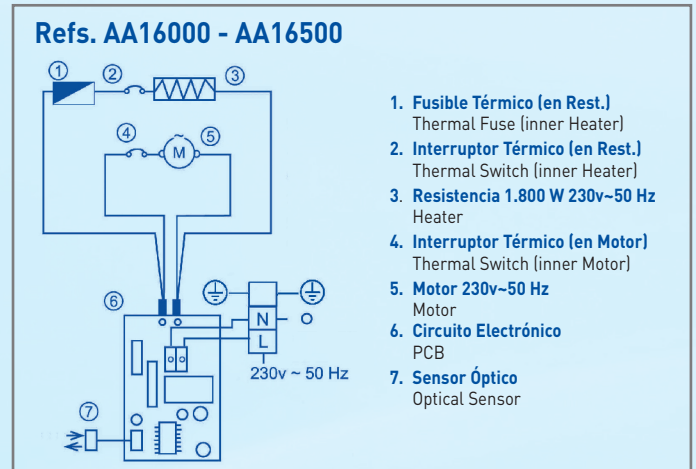 Refs. AA16000 - AA16500
1
2
3
4
~
M
5
6
N
L
230v ~ 50 Hz
7
1. Fusible Térmico (en Rest.)
Thermal Fuse (inner Heater)
2. Interruptor Térmico (en Rest.)
Thermal Switch (inner Heater)
3. Resistencia 1.800 W 230v~50 Hz
Heater
4. Interruptor Térmico (en Motor)
Thermal Switch (inner Motor)
5. Motor 230v~50 Hz
Motor
6. Circuito Electrónico
PCB
7. Sensor Óptico
Optical Sensor